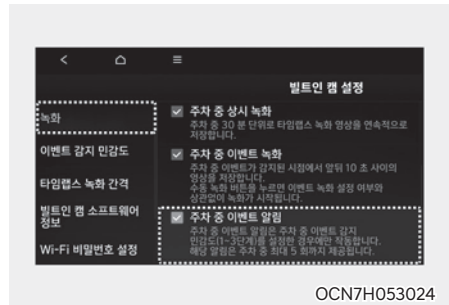 빌트인 캠 설정
녹화
이벤트 감지 민감도
타임랩스 녹화 간격
빌트인 캠 소프트웨어
정보
Wi-Fi 비밀번호 설정
주차 중 상시 녹화
주차 중 30 분 단위로 타임랩스 녹화 영상을 연속적으로
저장합니다.
주차 중 이벤트 녹화
주차 중 이벤트가 감지된 시점에서 앞뒤 10 초 사이의
영상을 저장합니다.
수동 녹화 버튼을 누르면 이벤트 녹화 설정 여부와
상관없이 녹화가 시작됩니다.
주차 중 이벤트 알림
주차 중 이벤트 알림은 주차 중 이벤트 감지
민감도(1~3단계)를 설정한 경우에만 작동합니다.
해당 알림은 주차 중 최대 5 회까지 제공됩니다.
OCN7H053024